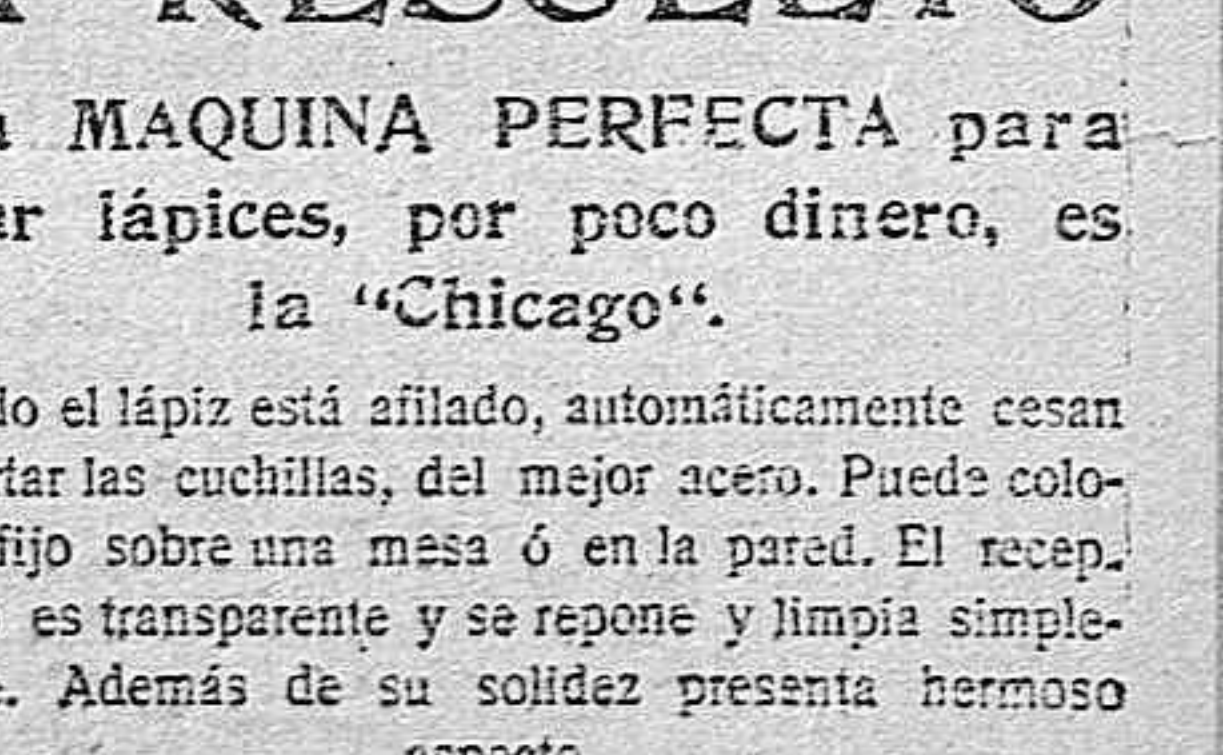 RESUELTO
MAQUINA PERFECTA para
lápices, por poco dinero, es
la “Chicago“.
el lápiz está afilado, automáticamente cesan
las cuchillas, del mejor acero. Puede colo-
fijo sobre una mesa ó en la pared. El recep-
es transparente y se repone y limpia simple-
Además de su solidez presenta hermoso